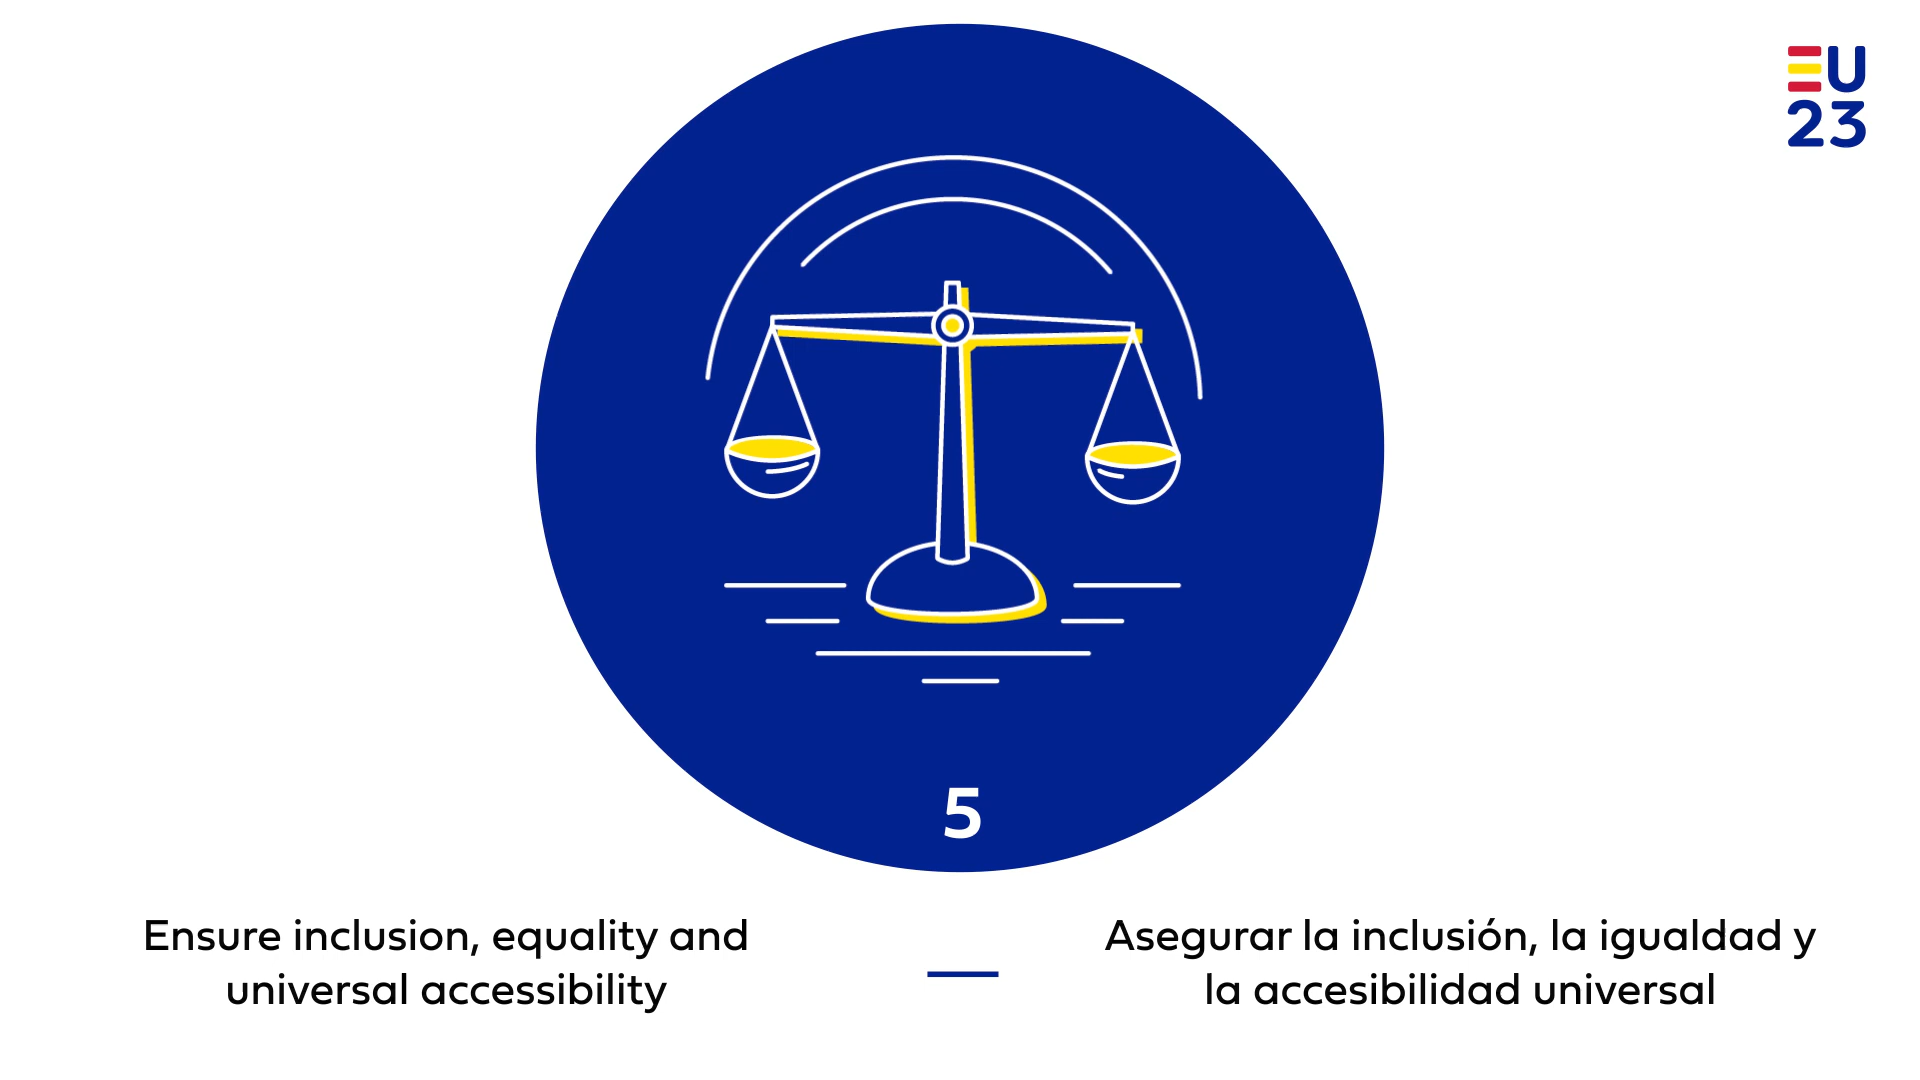 EU
23
5
Ensure inclusion, equality and
universal accessibility
Asegurar la inclusión, la igualdad y
la accesibilidad universal